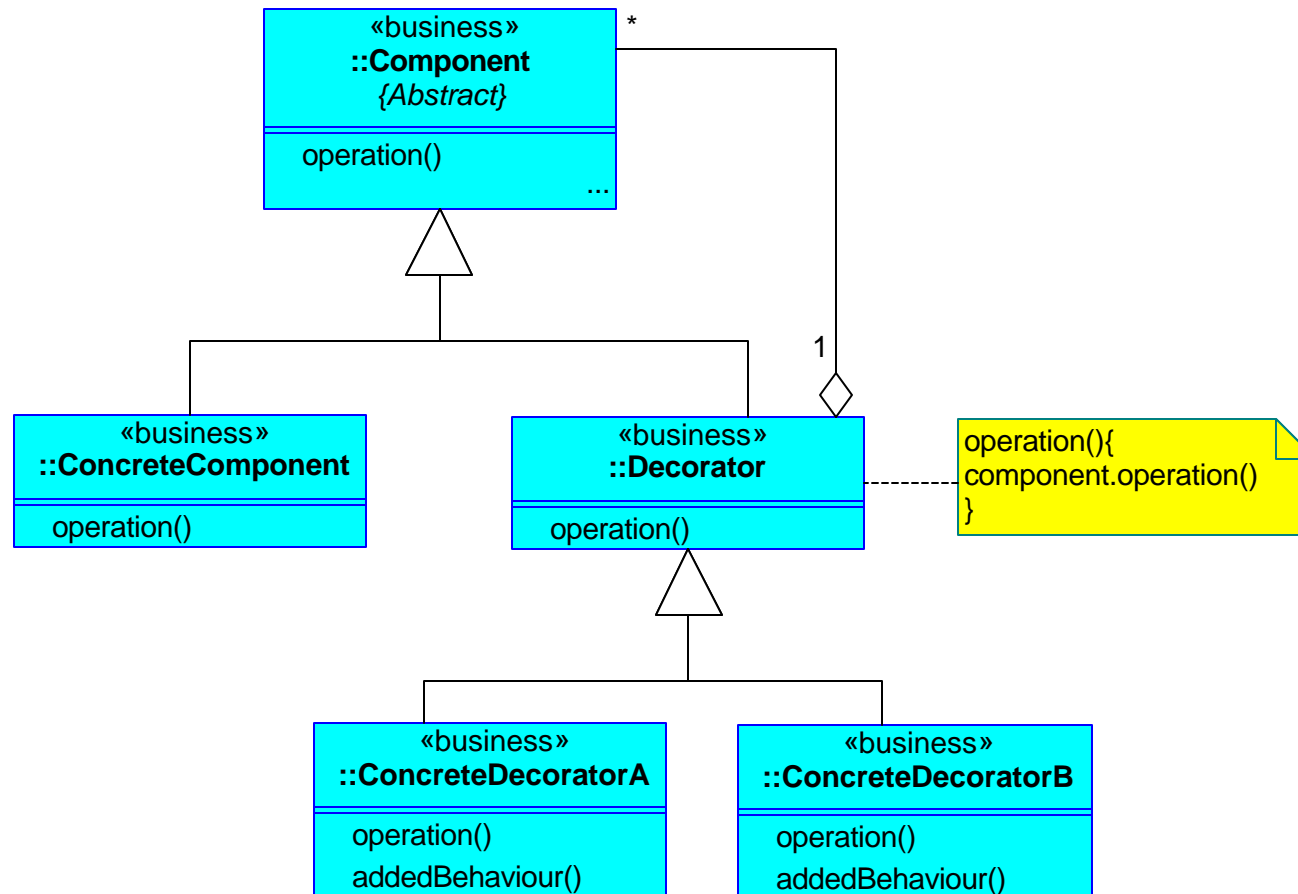 «business»
::Component
{Abstract}
operation()
...
*
1
«business»
::ConcreteComponent
operation()
«business»
::Decorator
operation()
operation(){
component.operation()
}
«business»
::ConcreteDecoratorA
operation()
addedBehaviour()
«business»
::ConcreteDecoratorB
operation()
addedBehaviour()